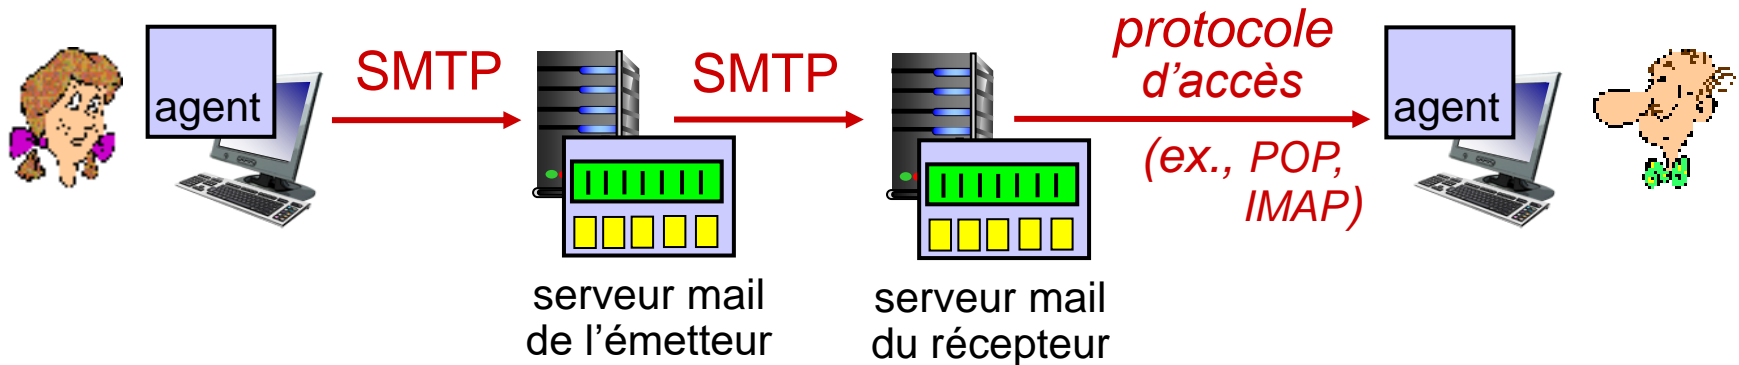 agent
SMTP
SMTP
protocole
d’accès
(ex., POP,
IMAP)
agent
serveur mail
de l’émetteur
serveur mail
du récepteur